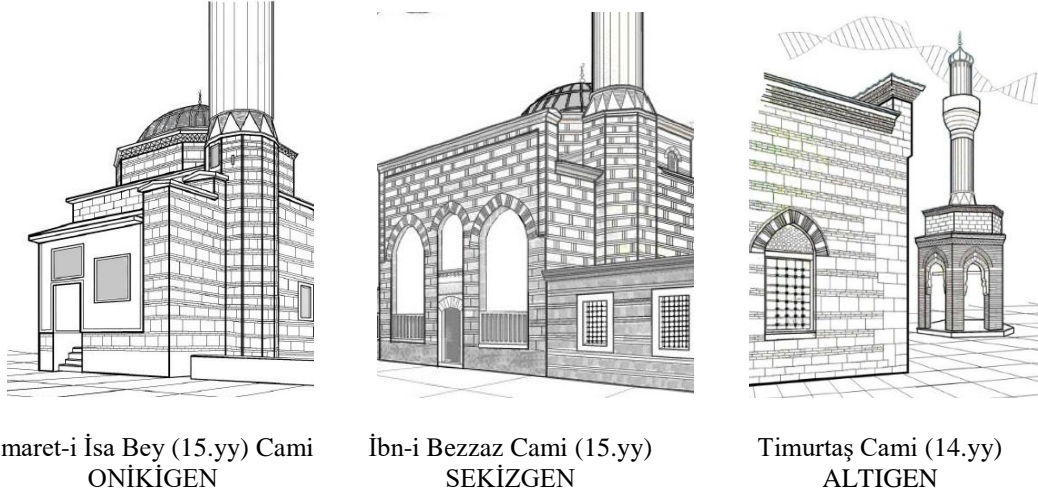 maret-i İsa Bey (15.yy) Cami
ONİKİGEN
İbn-i Bezzaz Cami (15.yy)
SEKİZGEN
Timurtaş Cami (14.yy)
ALTIGEN